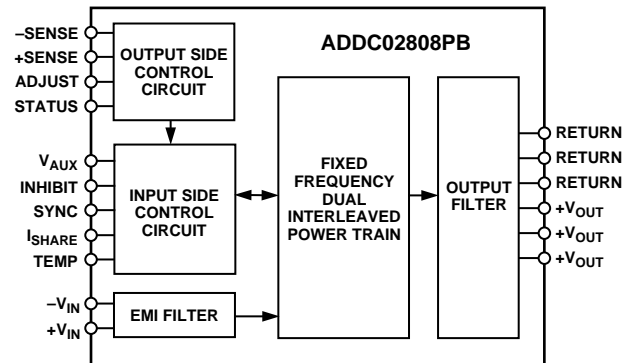 ADDC02808PB
–SENSE
+SENSE
ADJUST
STATUS
OUTPUT SIDE
CONTROL
CIRCUIT
VAUX
INHIBIT
SYNC
ISHARE
TEMP
INPUT SIDE
CONTROL
CIRCUIT
–VIN
+VIN
EMI FILTER
FIXED
FREQUENCY
DUAL
INTERLEAVED
POWER TRAIN
OUTPUT
FILTER
RETURN
RETURN
RETURN
+VOUT
+VOUT
+VOUT